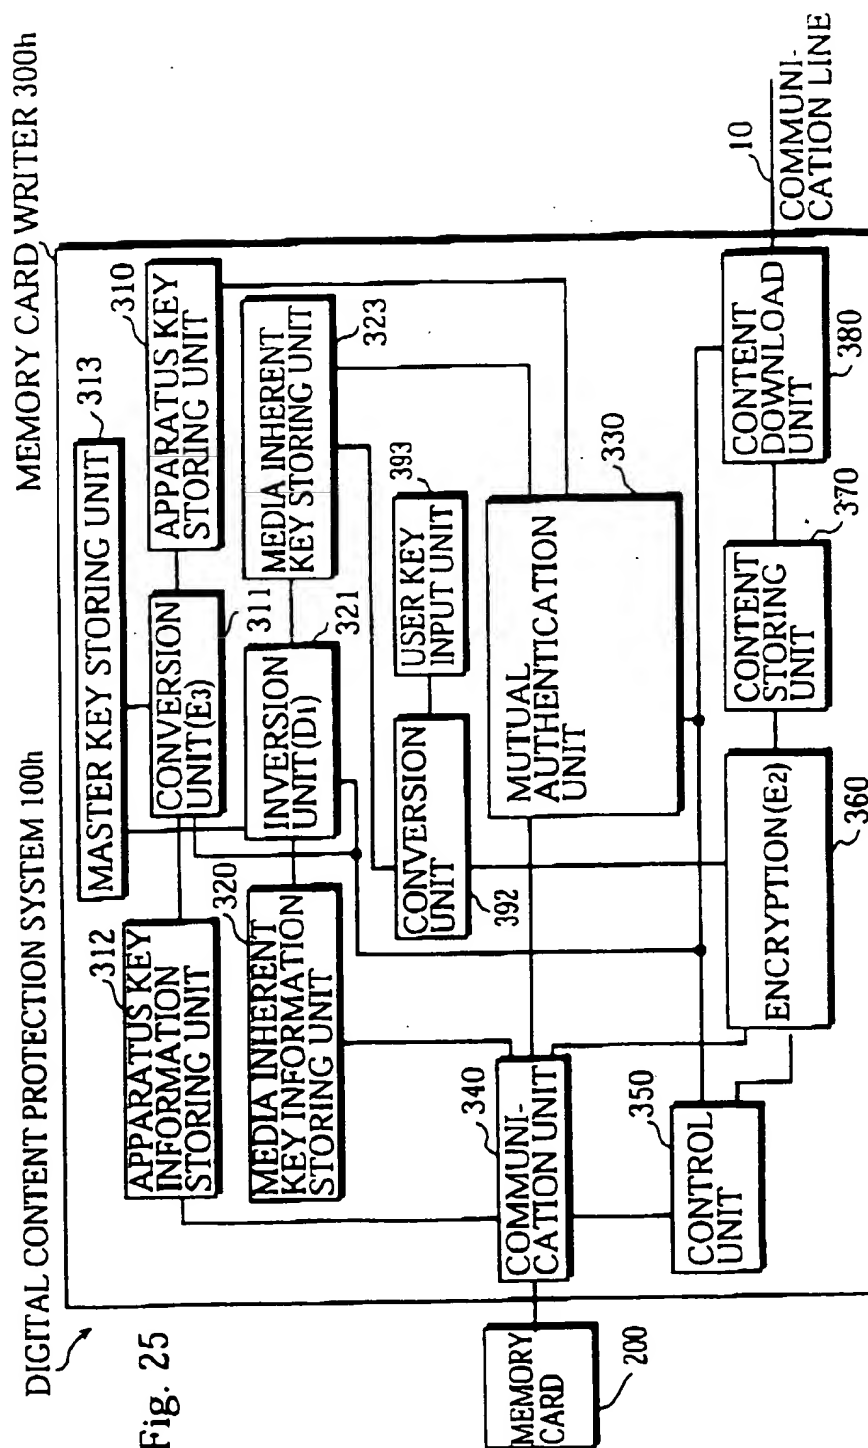 Fig. 25
DIGITAL CONTENT PROTECTION SYSTEM 100h
MEMORY CARD WRITER 300h
MASTER KEY STORING UNIT
313
APPARATUS KEY
INFORMATION
STORING UNIT
312
CONVERSION
UNIT(E3)
311
APPARATUS KEY
STORING UNIT
310
MEDIA INHERENT
KEY INFORMATION
STORING UNIT
320
INVERSION
UNIT(D1)
321
MEDIA INHERENT
KEY STORING UNIT
323
CONVERSION
UNIT
392
USER KEY
INPUT UNIT
393
MEMORY
CARD
200
COMMUNI-
CATION UNIT
340
MUTUAL
AUTHENTICATION
UNIT
330
CONTROL
UNIT
350
ENCRYPTION(E2)
360
CONTENT
STORING
UNIT
370
CONTENT
DOWNLOAD
UNIT
380
10
COMMUNI-
CATION LINE